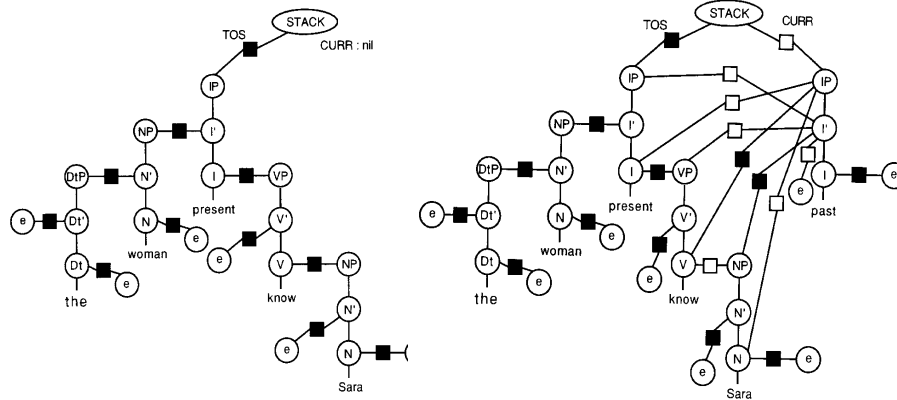 STACK
TOS
CURR : nil
IP
NP
I'
DtP
N'
I
VP
present
e
Dt'
N
e
V'
woman
e
Dt
e
V
NP
the
know
N'
e
N
Sara
STACK
TOS
CURR
IP
IP
NP
I'
I'
DtP
N'
I
VP
e
I
e
present
past
e
Dt'
N
e
V'
woman
Dt
e
e
V
NP
the
know
N'
e
N
e
Sara